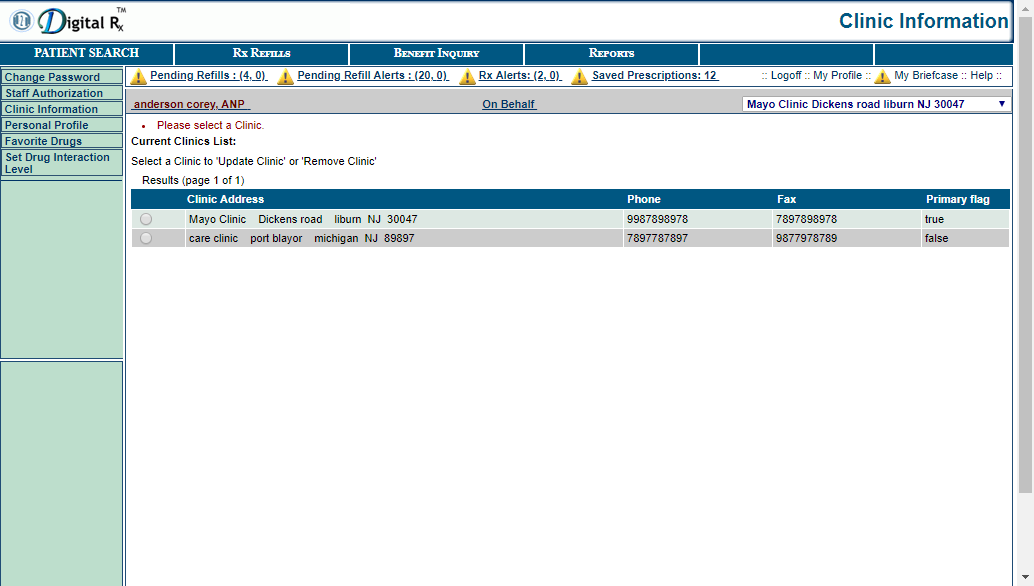 Digital Rx TM
Clinic Information
PATIENT SEARCH Rx Refills Benefit Inquiry Reports
Change Password
Staff Authorization
Clinic Information
Personal Profile
Favorite Drugs
Set Drug Interaction
Level
Pending Refills : (4, 0) Pending Refill Alerts : (20, 0) Rx Alerts: (2, 0) Saved Prescriptions: 12 :: Logoff :: My Profile :: My Briefcase :: Help ::
anderson corey, ANP On Behalf Mayo Clinic Dickens road liburn NJ 30047
• Please select a Clinic.
Current Clinics List:
Select a Clinic to 'Update Clinic' or 'Remove Clinic'
Results (page 1 of 1)
Clinic Address Phone Fax Primary flag
Mayo Clinic Dickens road liburn NJ 30047 9987898978 7897898978 true
care clinic port blayor michigan NJ 89897 7897787897 9877978789 false